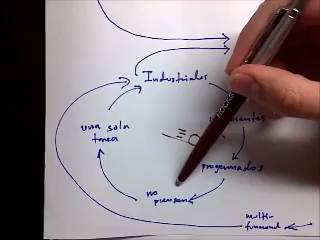 Industriales
una sola
tarea
programados
no piensan
multi-
funcional